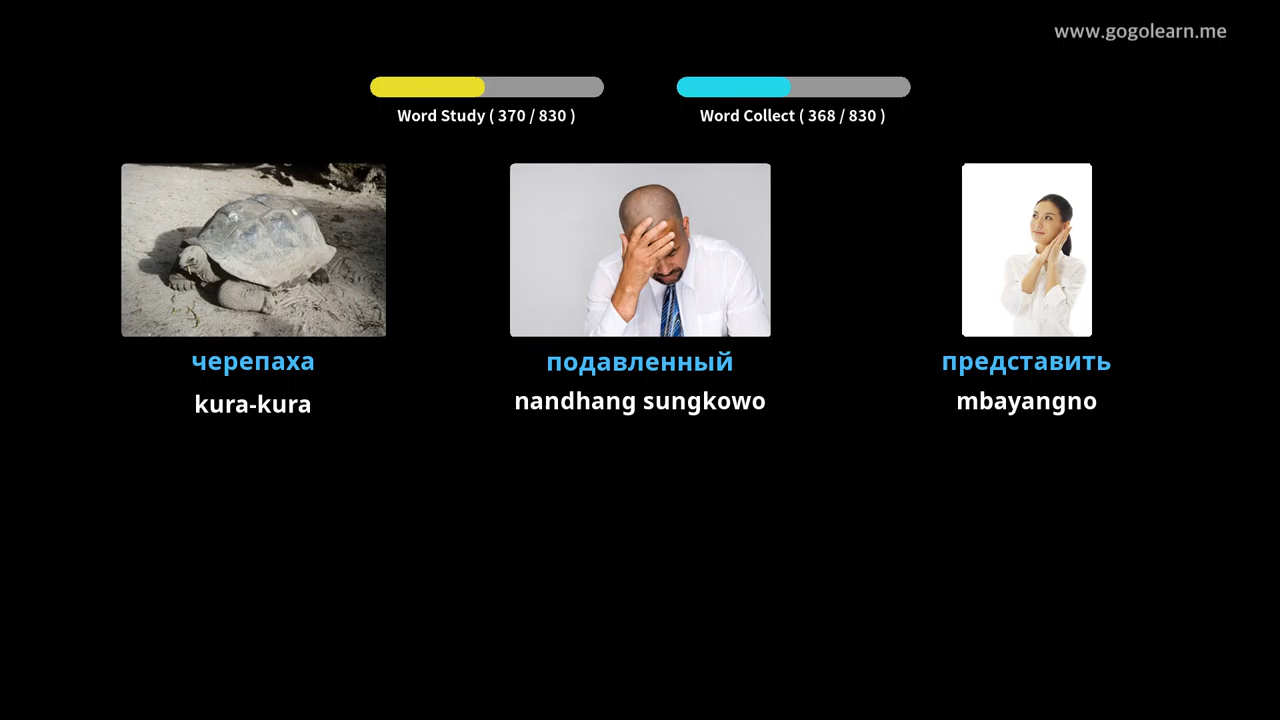 www.gogolearn.me
Word Study ( 370 / 830 )
Word Collect ( 368 / 830 )
черепаха
kura-kura
подавленный
nandhang sungkowo
представить
mbayangno